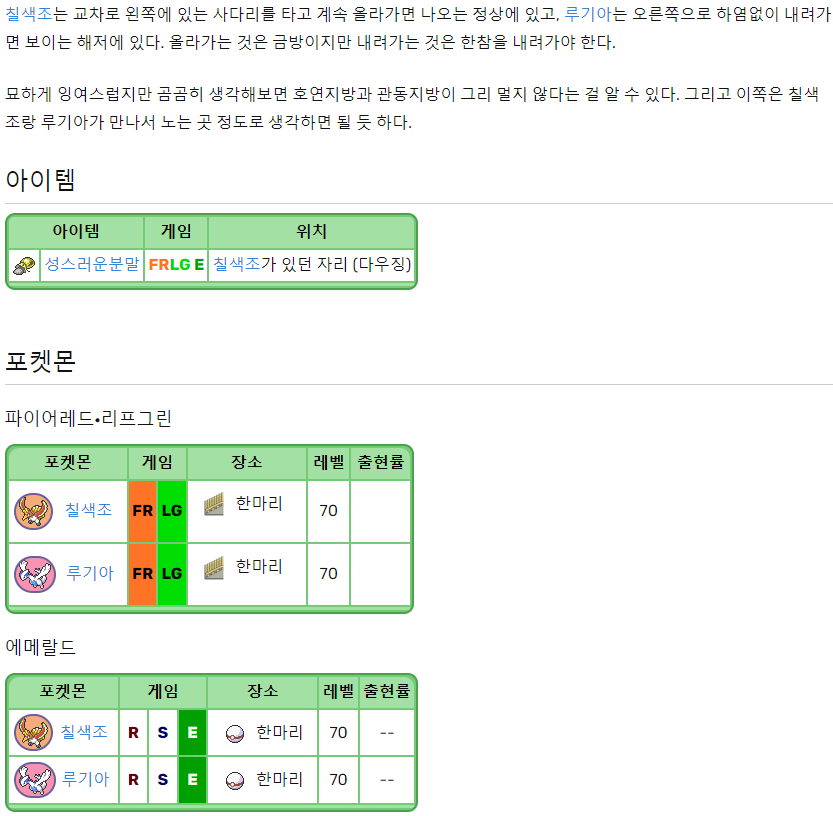 칠색조는 교차로 왼쪽에 있는 사다리를 타고 계속 올라가면 나오는 정상에 있고, 루기아는 오른쪽으로 하염없이 내려가
면 보이는 해저에 있다. 올라가는 것은 금방이지만 내려가는 것은 한참을 내려가야 한다.
묘하게 잉여스럽지만 곰곰히 생각해보면 호연지방과 관동지방이 그리 멀지 않다는 걸 알 수 있다. 그리고 이쪽은 칠색
조랑 루기아가 만나서 노는 곳 정도로 생각하면 될 듯 하다.
아이템
아이템 게임 위치
성스러운분말 FRLG E 칠색조가 있던 자리 (다우징)
포켓몬
파이어레드•리프그린
포켓몬 게임 장소 레벨 출현률
칠색조 FR LG 한마리 70
루기아 FR LG 한마리 70
에메랄드
포켓몬 게임 장소 레벨 출현률
칠색조 R S E 한마리 70 --
루기아 R S E 한마리 70 --